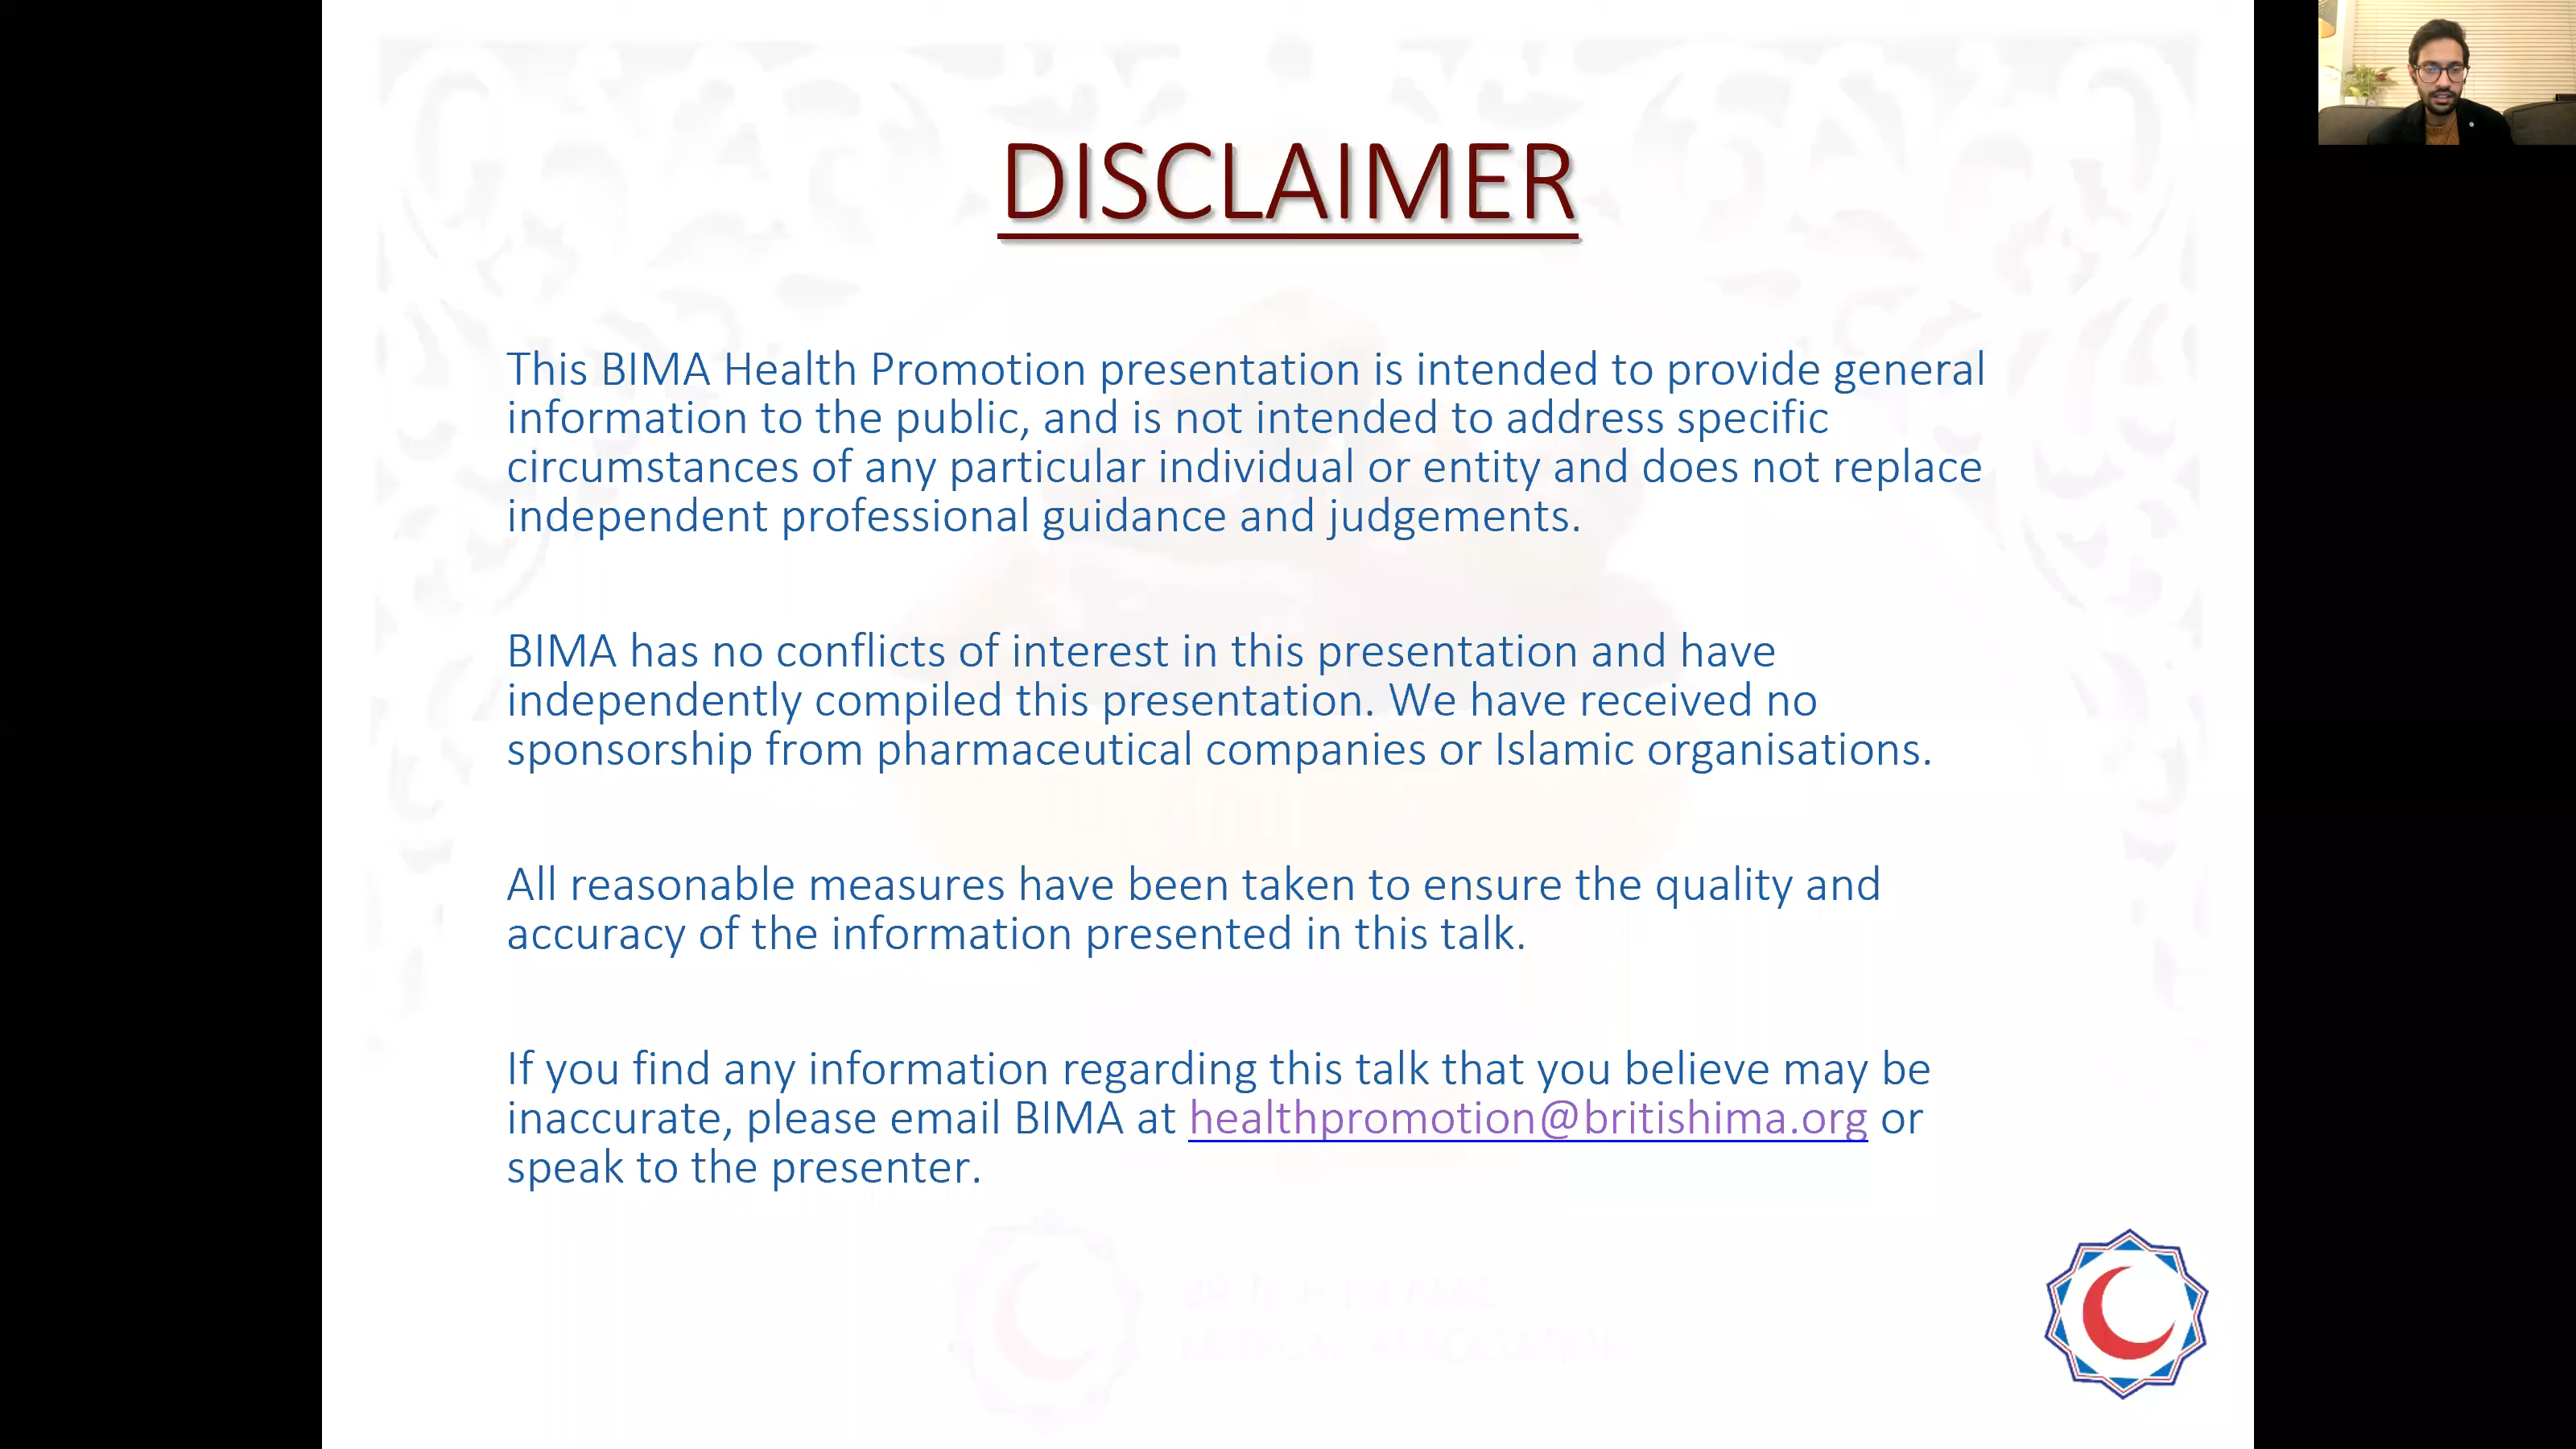 DISCLAIMER
This BIMA Health Promotion presentation is intended to provide general
information to the public, and is not intended to address specific
circumstances of any particular individual or entity and does not replace
independent professional guidance and judgements.
BIMA has no conflicts of interest in this presentation and have
independently compiled this presentation. We have received no
sponsorship from pharmaceutical companies or Islamic organisations.
All reasonable measures have been taken to ensure the quality and
accuracy of the information presented in this talk.
If you find any information regarding this talk that you believe may be
inaccurate, please email BIMA at healthpromotion@britishima.org or
speak to the presenter.